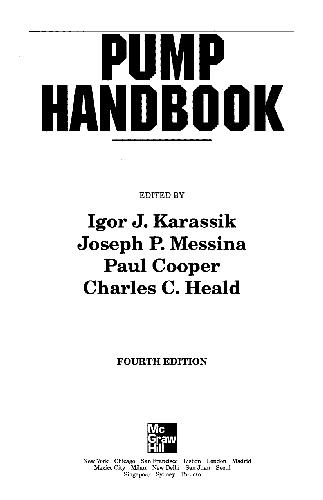 PUMP
HANDBOOK
EDITED BY
Igor J. Karassik
Joseph P. Messina
Paul Cooper
Charles C. Heald
FOURTH EDITION
Mc
Graw
Hill
New York Chicago San Francisco Lisbon London Madrid
Mexico City Milan New Delhi San Juan Seoul
Singapore Sydney Toronto